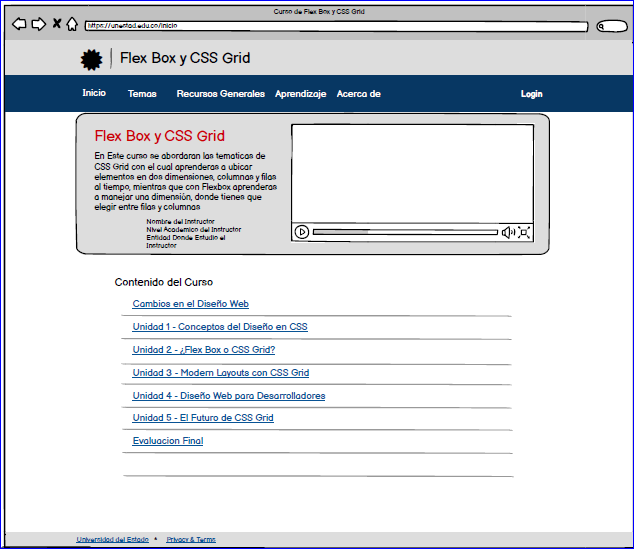 Curso de Flex Box y CSS Grid
https://unestad.edu.co/inicio
Flex Box y CSS Grid
Inicio Temas Recursos Generales Aprendizaje Acerca de Login
Flex Box y CSS Grid
En Este curso se abordaran las tematicas de
CSS Grid con el cual aprenderas a ubicar
elementos en dos dimensiones, columnas y filas
al tiempo, mientras que con Flexbox aprenderas
a manejar una dimensión, donde tienes que
elegir entre filas y columnas
Nombre del Instructor
Nivel Academico del Instructor
Entidad Donde Estudio el
Instructor
Contenido del Curso
Cambios en el Diseño Web
Unidad 1 - Conceptos del Diseño en CSS
Unidad 2 - ¿Flex Box o CSS Grid?
Unidad 3 - Modern Layouts con CSS Grid
Unidad 4 - Diseño Web para Desarrolladores
Unidad 5 - El Futuro de CSS Grid
Evaluacion Final
Universidad del Estado * Privacy & Terms